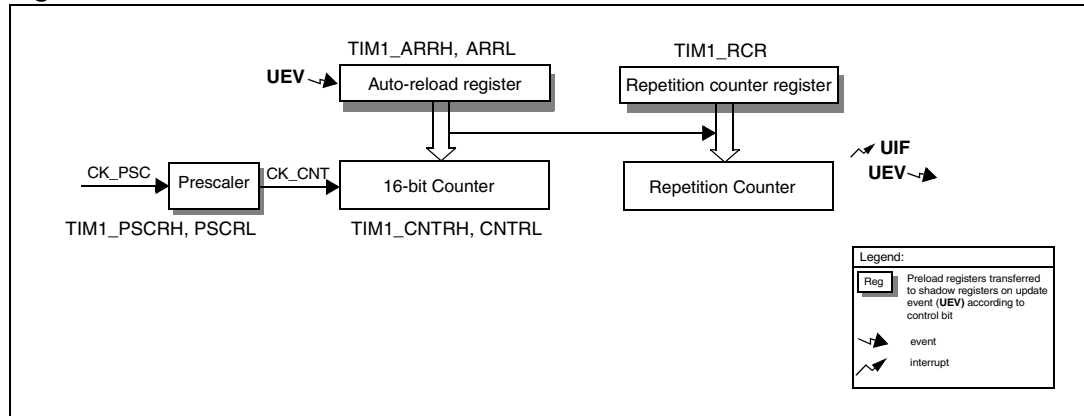 TIM1_ARRH, ARRL
TIM1_RCR
UEV
Auto-reload register
Repetition counter register
UIF
UEV
CK_PSC
Prescaler
CK_CNT
16-bit Counter
Repetition Counter
TIM1_PSCRH, PSCRL
TIM1_CNTRH, CNTRL
Legend:
Reg
Preload registers transferred
to shadow registers on update
event (UEV) according to
control bit
event
interrupt